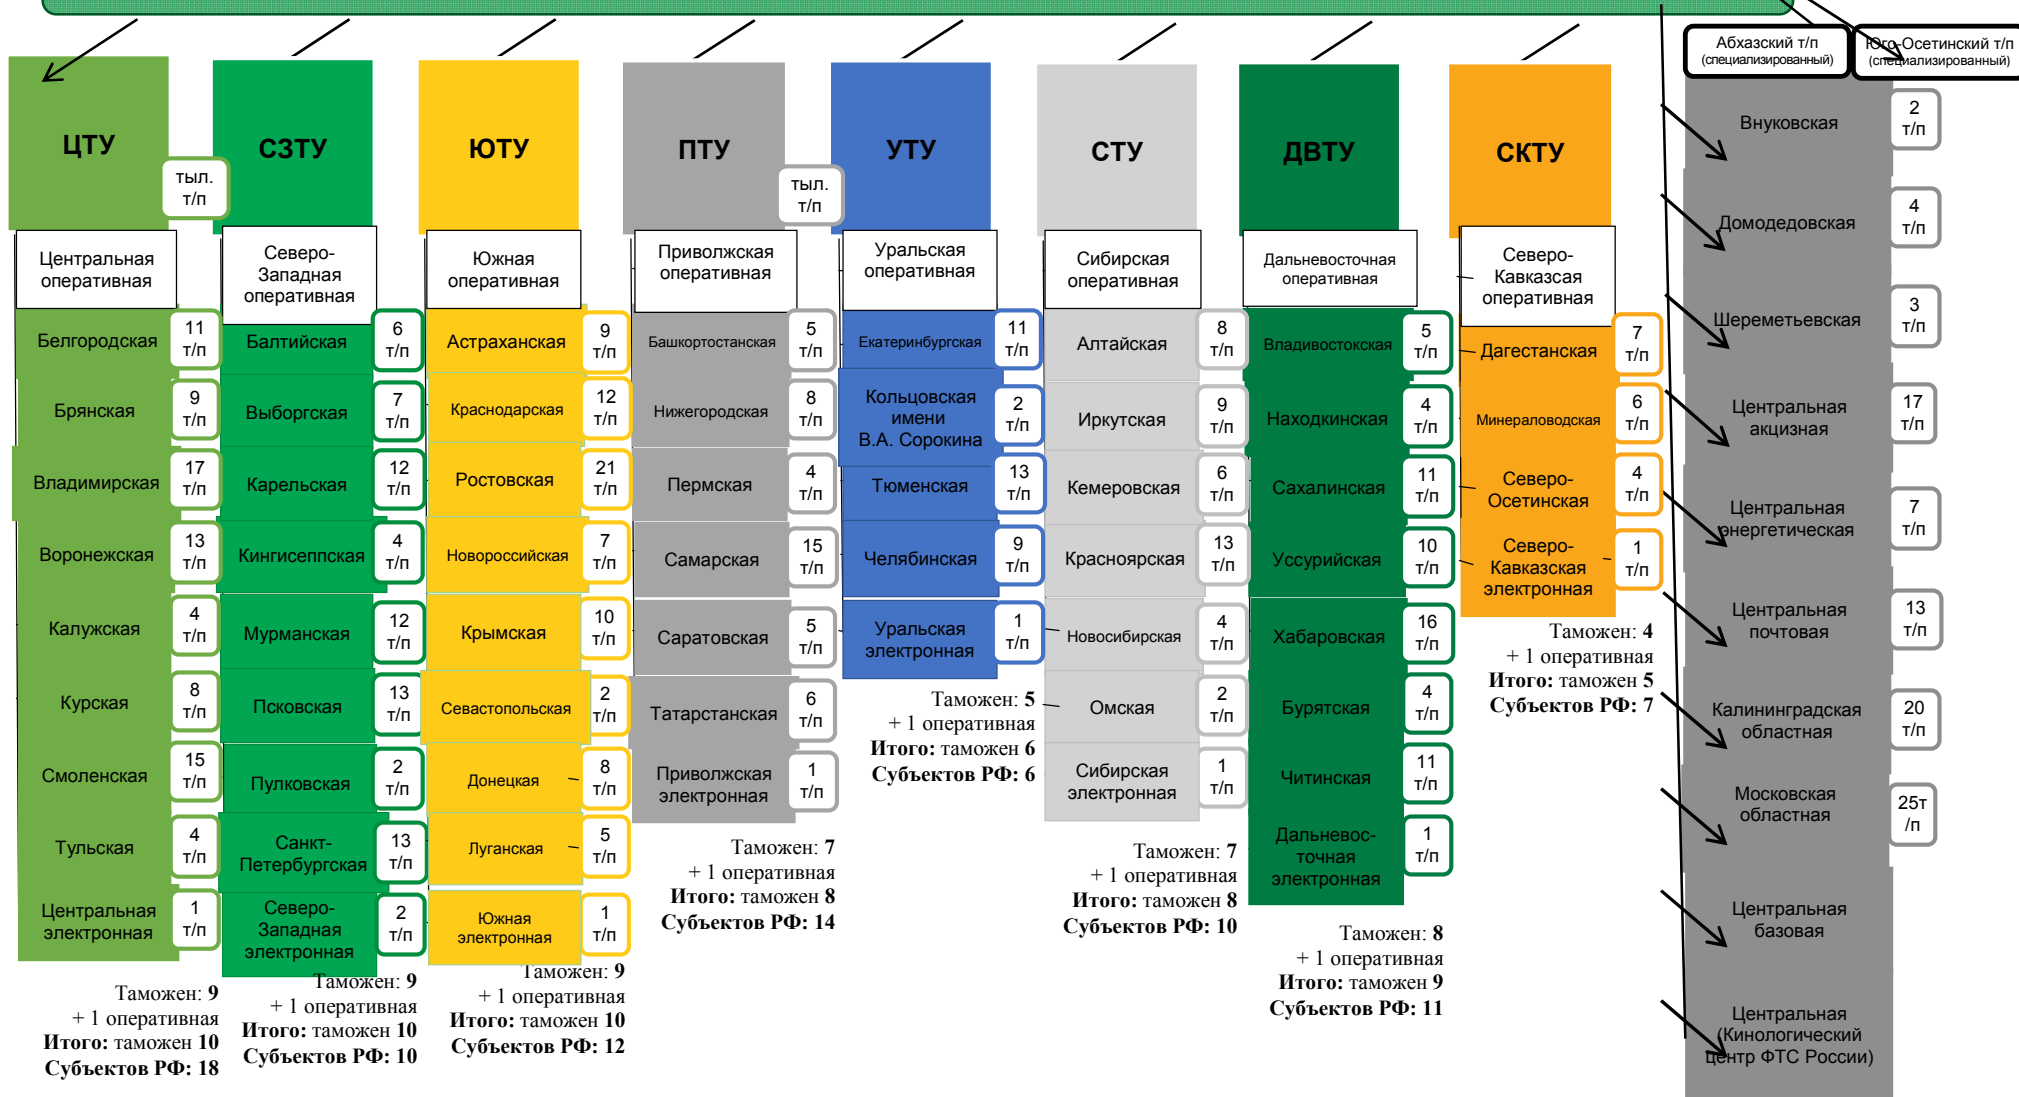 ЦТУ
тыл.
т/п
Центральная
оперативная
Белгородская
11
т/п
Брянская
9
т/п
Владимирская
17
т/п
Воронежская
13
т/п
Калужская
4
т/п
Курская
8
т/п
Смоленская
15
т/п
Тульская
4
т/п
Центральная
электронная
1
т/п
Таможен: 9
+ 1 оперативная
Итого: таможен 10
Субъектов РФ: 18
СЗТУ
Северо-
Западная
оперативная
Балтийская
6
т/п
Выборгская
7
т/п
Карельская
12
т/п
Кингисеппская
4
т/п
Мурманская
12
т/п
Псковская
13
т/п
Пулковская
2
т/п
Санкт-
Петербургская
13
т/п
Северо-
Западная
электронная
2
т/п
Таможен: 9
+ 1 оперативная
Итого: таможен 10
Субъектов РФ: 10
ЮТУ
Южная
оперативная
Астраханская
9
т/п
Краснодарская
12
т/п
Ростовская
21
т/п
Новороссийская
7
т/п
Крымская
10
т/п
Севастопольская
2
т/п
Донецкая
8
т/п
Луганская
5
т/п
Южная
электронная
1
т/п
Таможен: 9
+ 1 оперативная
Итого: таможен 10
Субъектов РФ: 12
ПТУ
тыл.
т/п
Приволжская
оперативная
Башкортостанская
5
т/п
Нижегородская
8
т/п
Пермская
4
т/п
Самарская
15
т/п
Саратовская
5
т/п
Татарстанская
6
т/п
Приволжская
электронная
1
т/п
Таможен: 7
+ 1 оперативная
Итого: таможен 8
Субъектов РФ: 14
УТУ
Уральская
оперативная
Екатеринбургская
11
т/п
Кольцовская
имени
В.А. Сорокина
2
т/п
Тюменская
13
т/п
Челябинская
9
т/п
Уральская
электронная
1
т/п
Таможен: 5
+ 1 оперативная
Итого: таможен 6
Субъектов РФ: 6
СТУ
Сибирская
оперативная
Алтайская
8
т/п
Иркутская
9
т/п
Кемеровская
6
т/п
Красноярская
13
т/п
Новосибирская
4
т/п
Омская
2
т/п
Сибирская
электронная
1
т/п
Таможен: 7
+ 1 оперативная
Итого: таможен 8
Субъектов РФ: 10
ДВТУ
Дальневосточная
оперативная
Владивостокская
5
т/п
Находкинская
4
т/п
Сахалинская
11
т/п
Уссурийская
10
т/п
Хабаровская
16
т/п
Бурятская
4
т/п
Читинская
11
т/п
Дальневос-
точная
электронная
1
т/п
Таможен: 8
+ 1 оперативная
Итого: таможен 9
Субъектов РФ: 11
СКТУ
Северо-
Кавказсая
оперативная
Дагестанская
7
т/п
Минераловодская
6
т/п
Северо-
Осетинская
4
т/п
Северо-
Кавказская
электронная
1
т/п
Таможен: 4
+ 1 оперативная
Итого: таможен 5
Субъектов РФ: 7
Абхазский т/п
(специализированный)
Юго-Осетинский т/п
(специализированный)
Внуковская
2
т/п
Домодедовская
4
т/п
Шереметьевская
3
т/п
Центральная
акцизная
17
т/п
Центральная
энергетическая
7
т/п
Центральная
почтовая
13
т/п
Калининградская
областная
20
т/п
Московская
областная
25т
/п
Центральная
базовая
Центральная
(Кинологический
центр ФТС России)